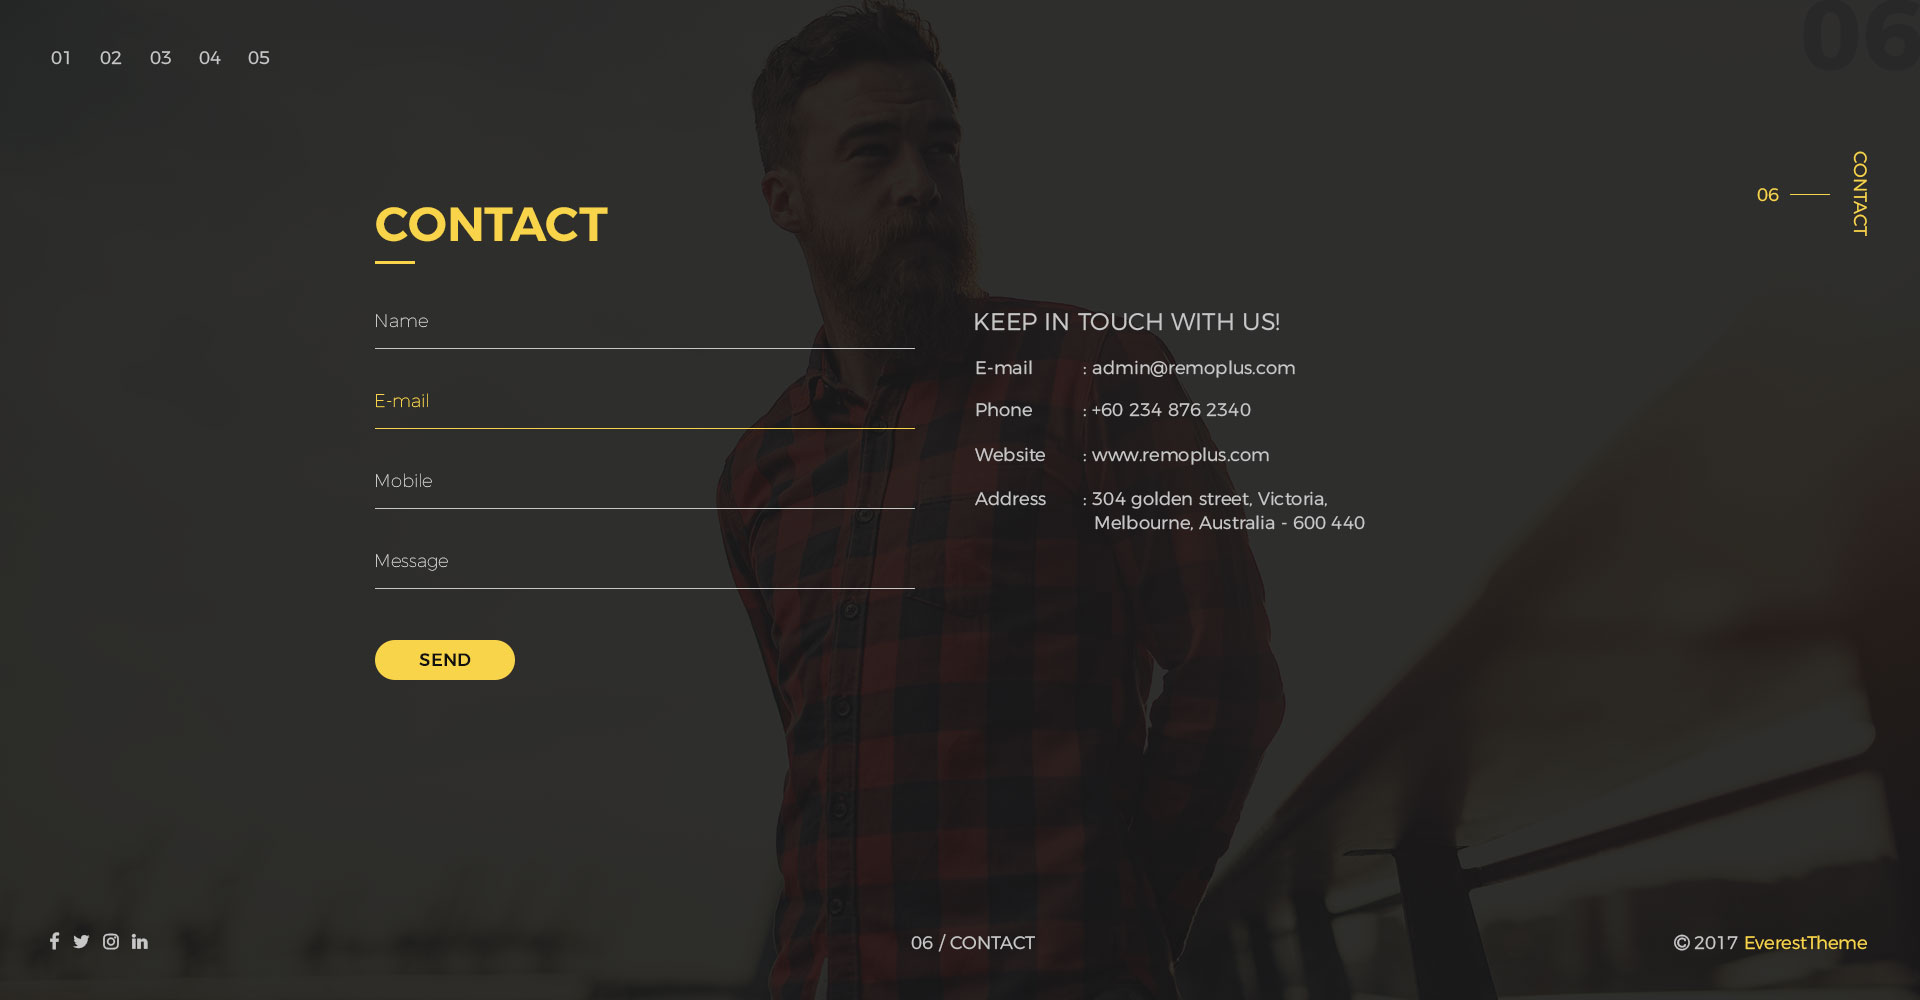 01 02 03 04 05
06
CONTACT
06
CONTACT
Name
E-mail
Mobile
Message
SEND
KEEP IN TOUCH WITH US!
E-mail : admin@remoplus.com
Phone : +60 234 876 2340
Website : www.remoplus.com
Address : 304 golden street, Victoria,
Melbourne, Australia - 600 440
06 / CONTACT
© 2017 EverestTheme